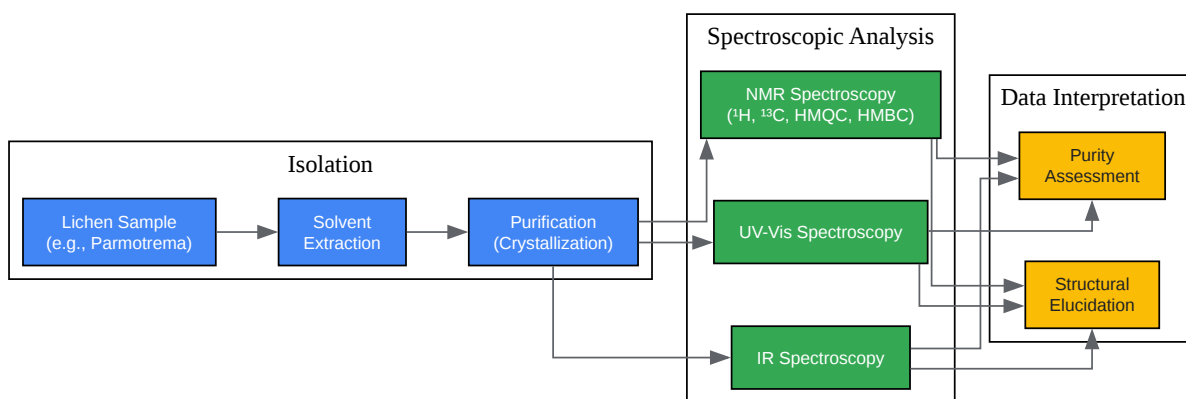 Isolation
Lichen Sample
(e.g., Parmotrema)
Solvent
Extraction
Purification
(Crystallization)
Spectroscopic Analysis
NMR Spectroscopy
(¹H, ¹³C, HMQC, HMBC)
UV-Vis Spectroscopy
IR Spectroscopy
Data Interpretation
Purity
Assessment
Structural
Elucidation